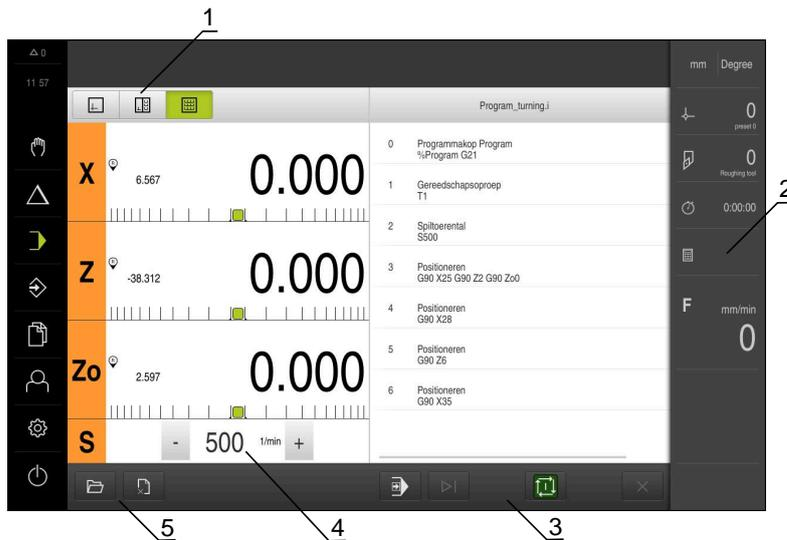 1
0
11 57
Program_turning.i
mm Degree
X
R
6.567
0.000
Z
R
-38.312
0.000
Zo
R
2.597
0.000
S
-
500
1/min
+
0 Programmakop Program
%Program G21
1 Gereedschapsoproep
T1
2 Spiltoerental
S500
3 Positioneren
G90 X25 G90 Z2 G90 Zo0
4 Positioneren
G90 X28
5 Positioneren
G90 Z6
6 Positioneren
G90 X35
0
preset 0
0
Roughing tool
0:00:00
2
F mm/min
0
5
4
3